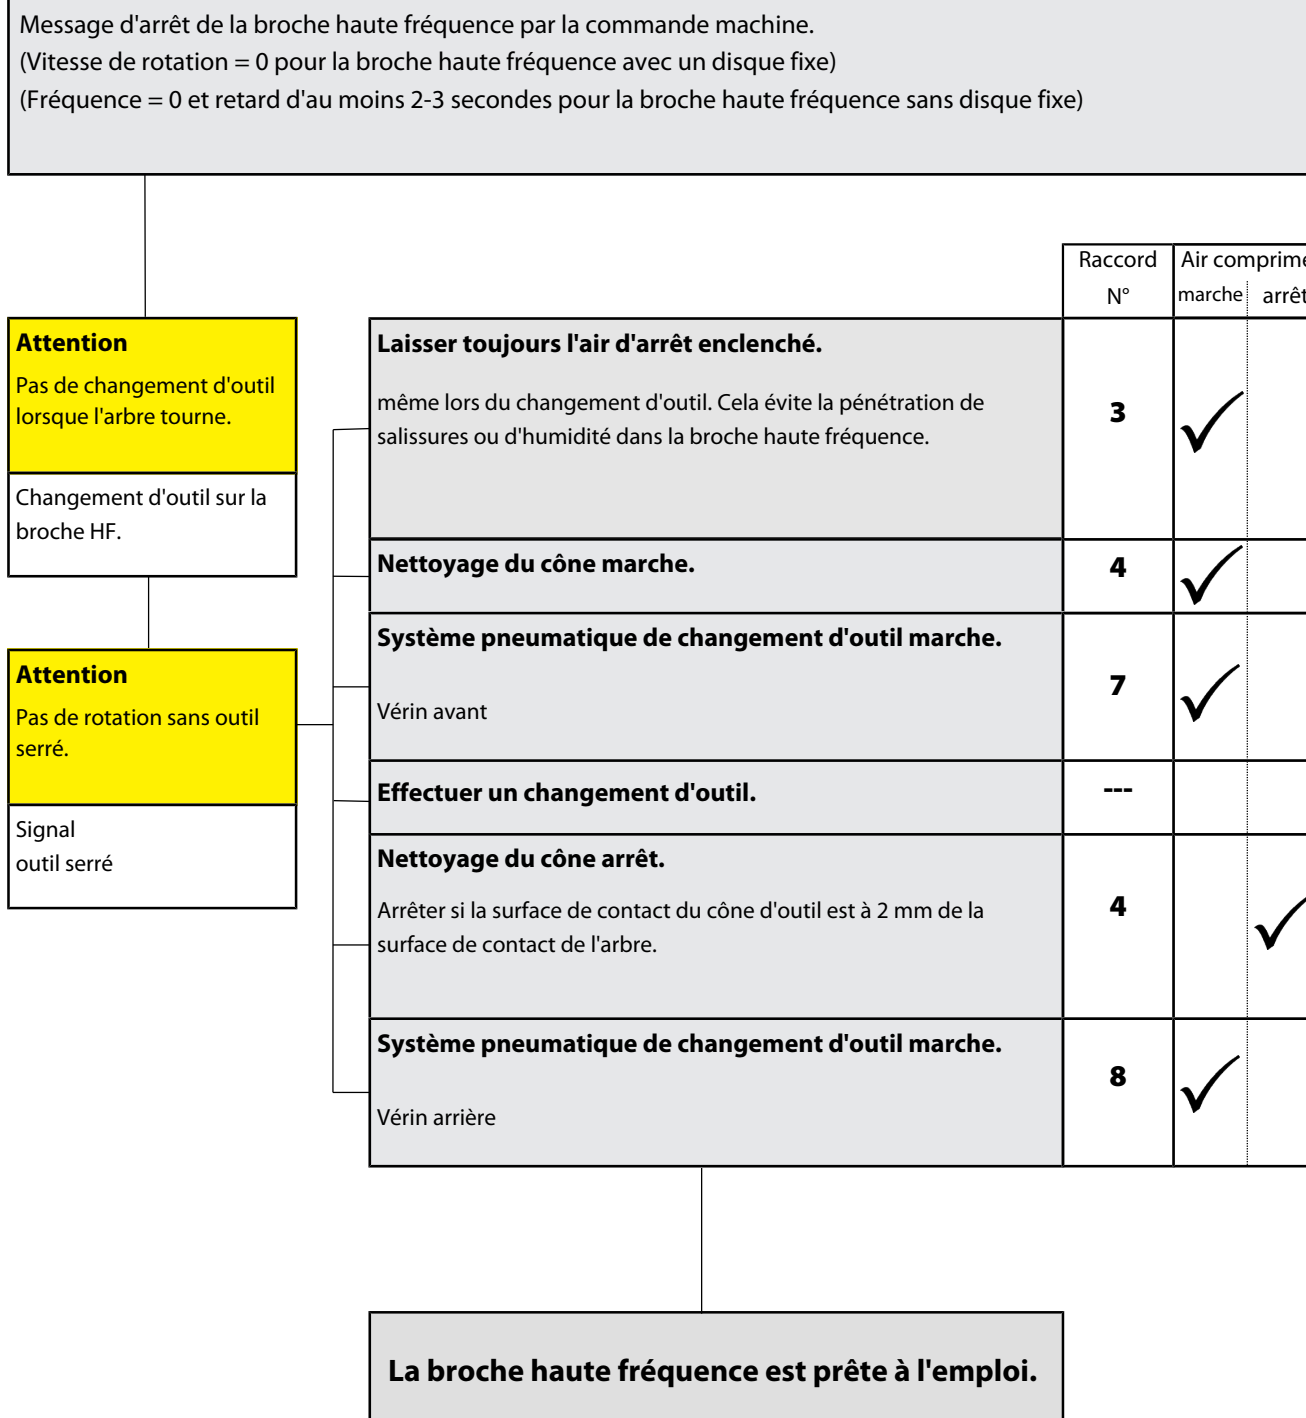 Message d'arrêt de la broche haute fréquence par la commande machine.
(Vitesse de rotation = 0 pour la broche haute fréquence avec un disque fixe)
(Fréquence = 0 et retard d'au moins 2-3 secondes pour la broche haute fréquence sans disque fixe)
Raccord
N°
Air comprimé
marche
arrêt
Attention
Pas de changement d'outil
lorsque l'arbre tourne.
Changement d'outil sur la
broche HF.
Attention
Pas de rotation sans outil
serré.
Signal
outil serré
Laisser toujours l'air d'arrêt enclenché.
même lors du changement d'outil. Cela évite la pénétration de
salissures ou d'humidité dans la broche haute fréquence.
3
Nettoyage du cône marche.
4
Système pneumatique de changement d'outil marche.
Vérin avant
7
Effectuer un changement d'outil.
---
Nettoyage du cône arrêt.
Arrêter si la surface de contact du cône d'outil est à 2 mm de la
surface de contact de l'arbre.
4
Système pneumatique de changement d'outil marche.
Vérin arrière
8
La broche haute fréquence est prête à l'emploi.